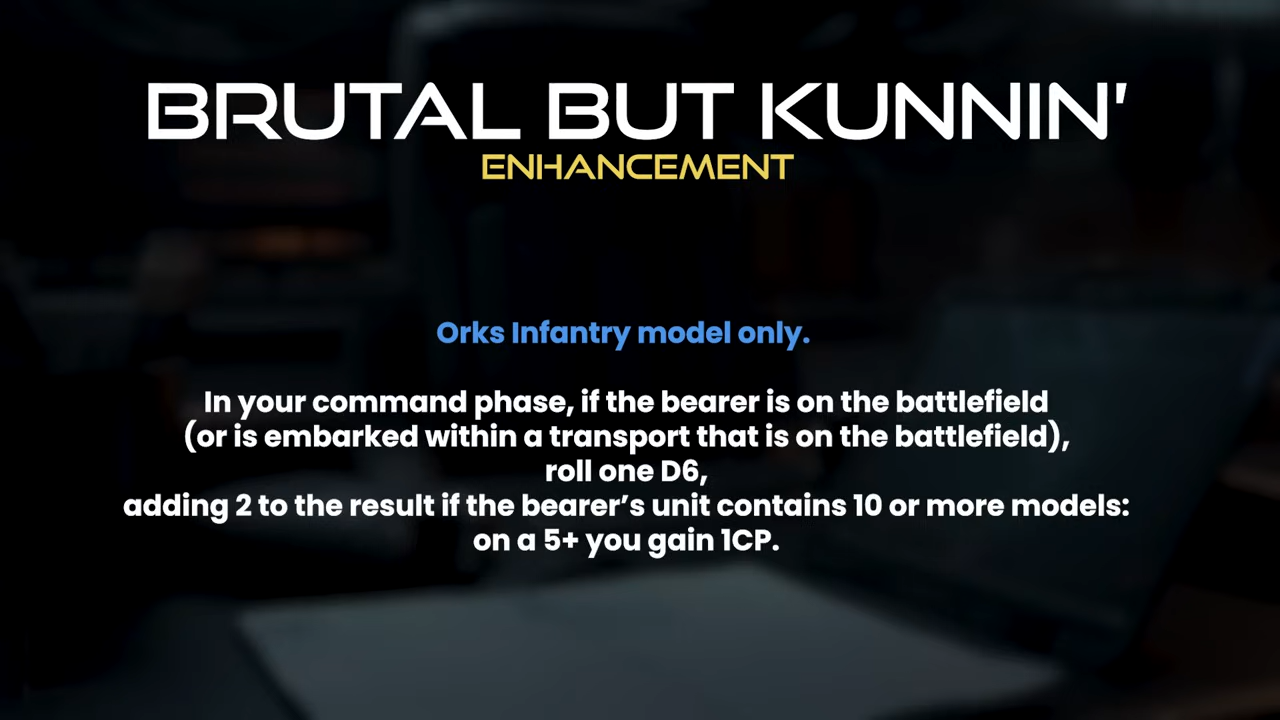 BRUTAL BUT KUNNIN'
ENHANCEMENT
Orks Infantry model only.
In your command phase, if the bearer is on the battlefield
(or is embarked within a transport that is on the battlefield),
roll one D6,
adding 2 to the result if the bearer’s unit contains 10 or more models:
on a 5+ you gain 1CP.